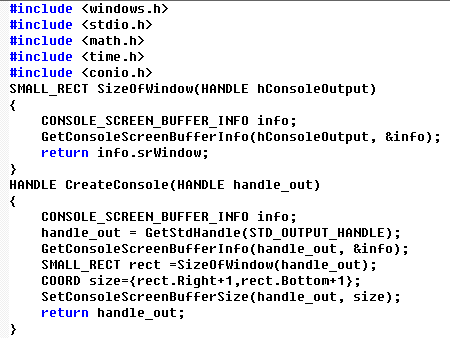 #include <windows.h>
#include <stdio.h>
#include <math.h>
#include <time.h>
#include <conio.h>
SMALL_RECT SizeOfWindow(HANDLE hConsoleOutput)
{
    CONSOLE_SCREEN_BUFFER_INFO info;
    GetConsoleScreenBufferInfo(hConsoleOutput, &info);
    return info.srWindow;
}
HANDLE CreateConsole(HANDLE handle_out)
{
    CONSOLE_SCREEN_BUFFER_INFO info;
    handle_out = GetStdHandle(STD_OUTPUT_HANDLE);
    GetConsoleScreenBufferInfo(handle_out, &info);
    SMALL_RECT rect =SizeOfWindow(handle_out);
    COORD size={rect.Right+1,rect.Bottom+1};
    SetConsoleScreenBufferSize(handle_out, size);
    return handle_out;
}